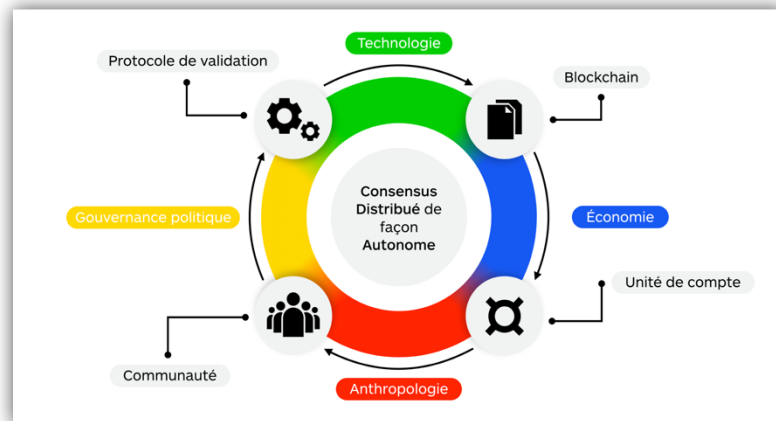 Technologie
Protocole de validation
Blockchain
Consensus
Distribué de
façon
Autonome
Gouvernance politique
Économie
Unité de compte
Communauté
Anthropologie